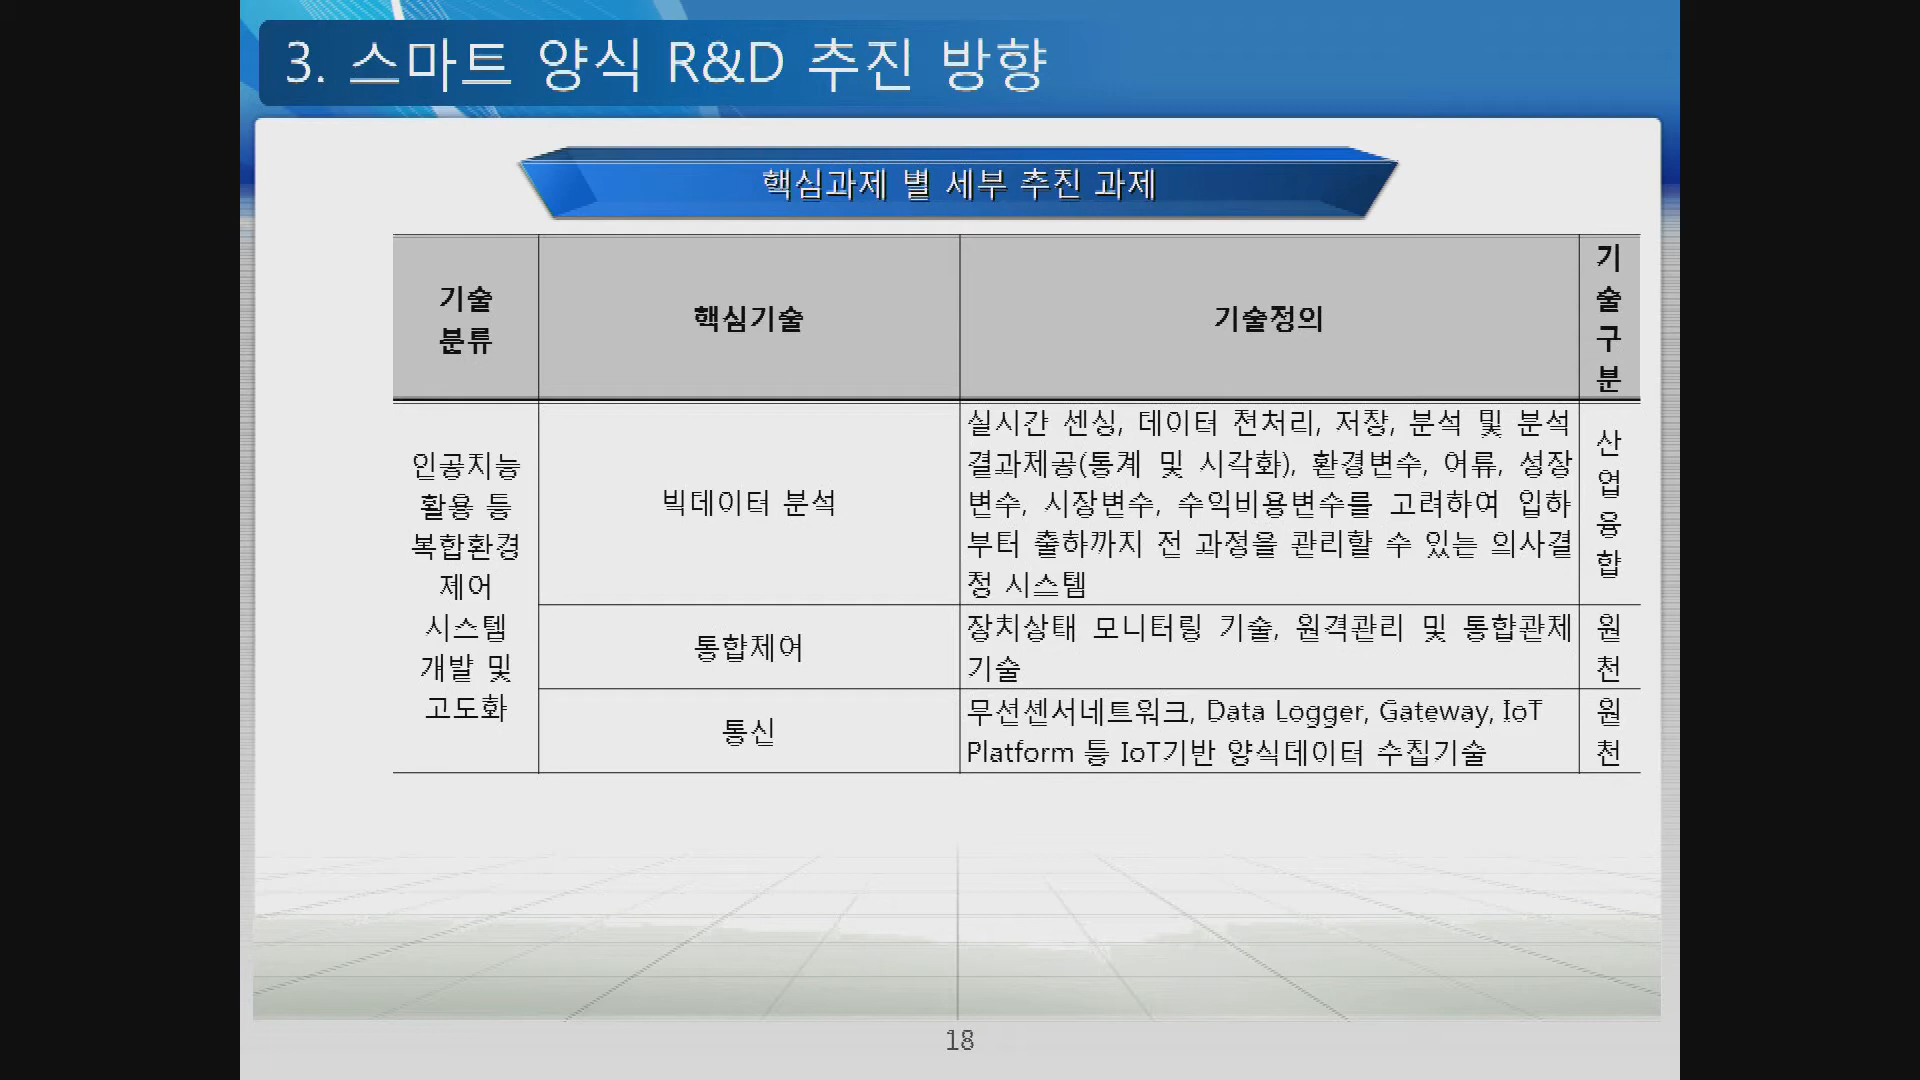 3. 스마트 양식 R&D 추진 방향
핵심과제 별 세부 추진 과제
기술
분류
핵심기술
기술정의
기
술
구
분
인공지능
활용 등
복합환경
제어
시스템
개발 및
고도화
빅데이터 분석
실시간 센싱, 데이터 전처리, 저장, 분석 및 분석
결과제공(통계 및 시각화), 환경변수, 어류, 성장
변수, 시장변수, 수익비용변수를 고려하여 입하
부터 출하까지 전 과정을 관리할 수 있는 의사결
정 시스템
산
업
융
합
통합제어
장치상태 모니터링 기술, 원격관리 및 통합관제
기술
원
천
통신
무선센서네트워크, Data Logger, Gateway, IoT
Platform 등 IoT기반 양식데이터 수집기술
원
천
18